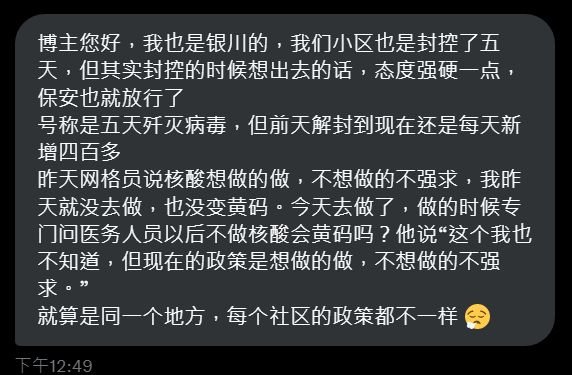 博主您好，我也是银川的，我们小区也是封控了五
天，但其实封控的时候想出去的话，态度强硬一点，
保安也就放行了
号称是五天歼灭病毒，但前天解封到现在还是每天新
增四百多
昨天网格员说核酸想做的做，不想做的不强求，我昨
天就没去做，也没变黄码。今天去做了，做的时候专
门问医务人员以后不做核酸会黄码吗？他说“这个我也
不知道，但现在的政策是想做的做，不想做的不强
求。”
就算是同一个地方，每个社区的政策都不一样 😮‍💨
下午12:49